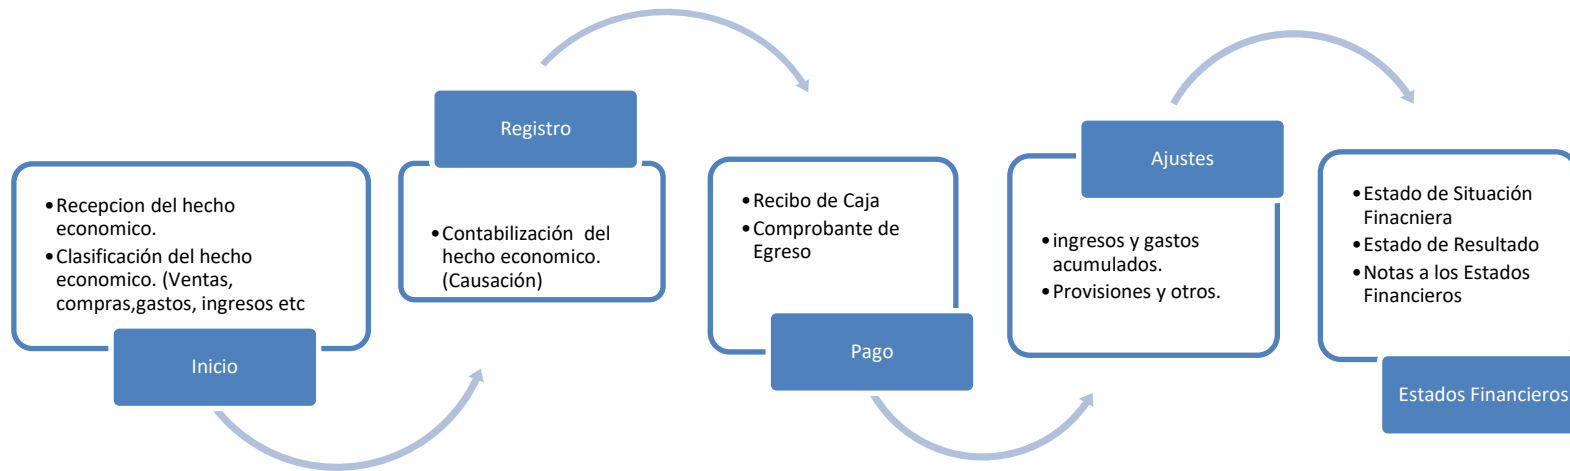 •Recepcion del hecho
economico.
•Clasificación del hecho
economico. (Ventas,
compras,gastos, ingresos etc
Inicio
Registro
•Contabilización  del
hecho economico.
(Causación)
•Recibo de Caja
•Comprobante de
Egreso
Pago
Ajustes
•ingresos y gastos
acumulados.
•Provisiones y otros.
•Estado de Situación
Finacniera
•Estado de Resultado
•Notas a los Estados
Financieros
Estados Financieros